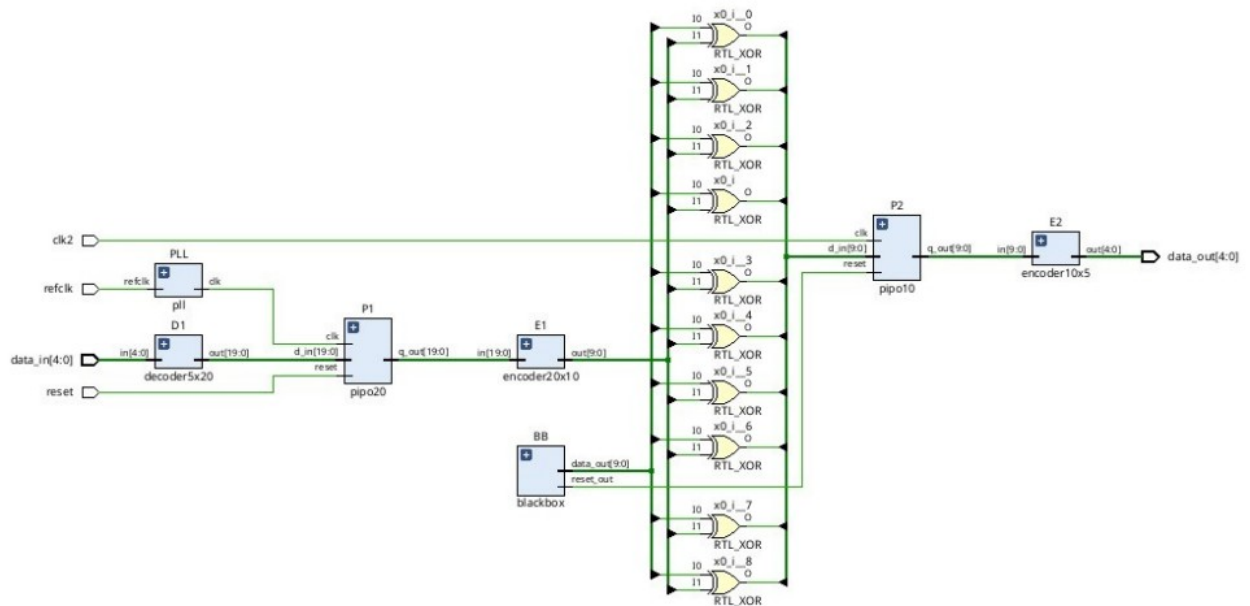 x0_i__0
I0
O
I1
RTL_XOR
x0_i__1
I0
O
I1
RTL_XOR
x0_i__2
I0
O
I1
RTL_XOR
x0_i
I0
O
I1
RTL_XOR
x0_i__3
I0
O
I1
RTL_XOR
x0_i__4
I0
O
I1
RTL_XOR
x0_i__5
I0
O
I1
RTL_XOR
x0_i__6
I0
O
I1
RTL_XOR
x0_i__7
I0
O
I1
RTL_XOR
x0_i__8
I0
O
I1
RTL_XOR
clk2
refclk
data_in[4:0]
reset
PLL
refclk clk
pll
D1
in[4:0] out[19:0]
decoder5x20
P1
clk
d_in[19:0] q_out[19:0]
reset
pipo20
E1
in[19:0] out[9:0]
encoder20x10
BB
data_out[9:0]
reset_out
blackbox
P2
clk
d_in[9:0] q_out[9:0]
reset
pipo10
E2
in[9:0] out[4:0]
encoder10x5
data_out[4:0]